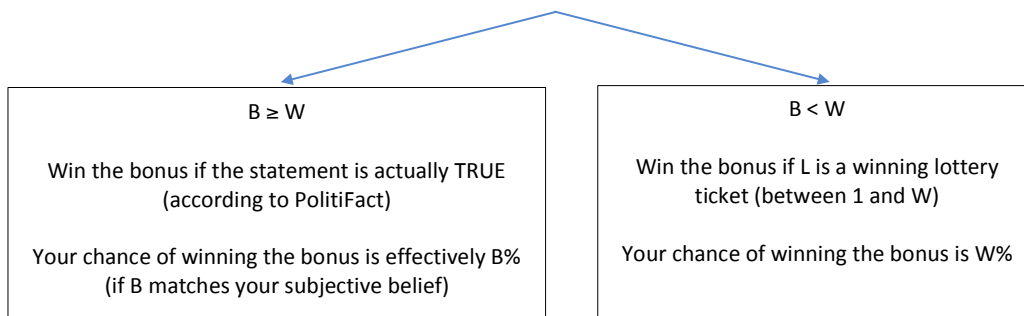 B ≥ W
Win the bonus if the statement is actually TRUE
(according to PolitiFact)
Your chance of winning the bonus is effectively B%
(if B matches your subjective belief)
B < W
Win the bonus if L is a winning lottery
ticket (between 1 and W)
Your chance of winning the bonus is W%